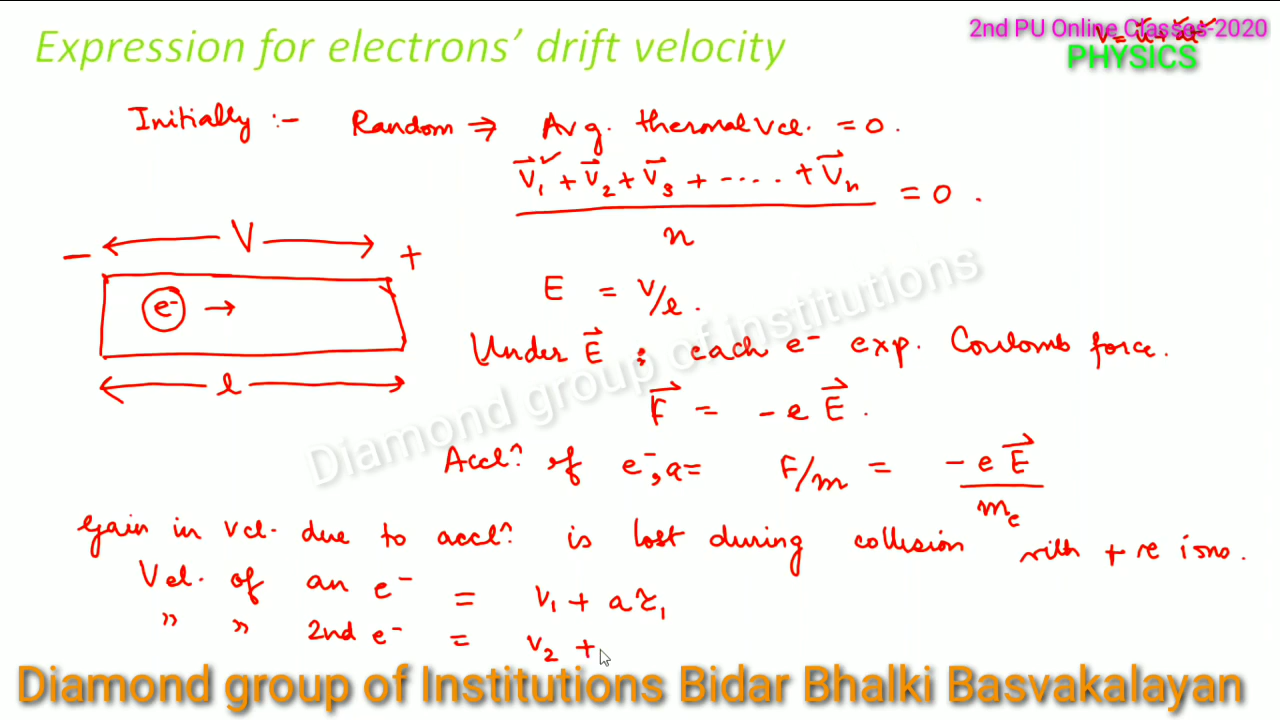 Expression for electrons' drift velocity
2nd PU Online Classes-2020
PHYSICS
Initially :- Random ⇒ Avg. thermal vel. = 0.
v⃗₁ + v⃗₂ + v⃗₃ + ..... + v⃗ₙ / n = 0.
- V +
e⁻ →
l
E = V/l.
Under E⃗ : each e⁻ exp. Coulomb force.
F⃗ = -e E⃗.
Accl? of e⁻, a = F/m = -e E⃗ / mₑ
Gain in vel. due to accl? is lost during collision with +ve ions.
Vel. of an e⁻ = v₁ + aτ₁
" " 2nd e⁻ = v₂ +
Diamond group of institutions
Diamond group of Institutions Bidar Bhalki Basvakalayan